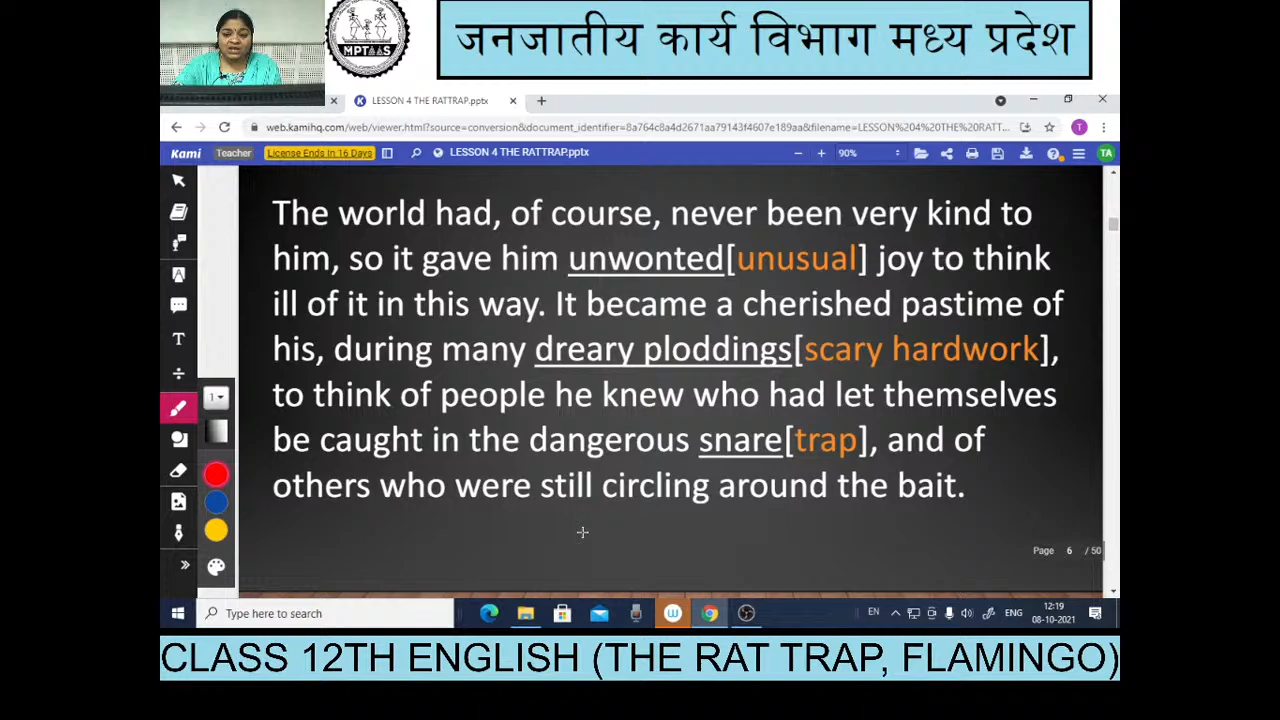 जनजातीय कार्य विभाग मध्य प्रदेश
MPTAAS
LESSON 4 THE RATTRAP.pptx
web.kamihq.com/web/viewer.html?source=conversion&document_identifier=8a764c8a4d2671aa79143f4607e189aa&filename=LESSON%204%20THE%20RATT...
T
Kami Teacher License Ends In 16 Days LESSON 4 THE RATTRAP.pptx 90% TA
The world had, of course, never been very kind to
him, so it gave him unwonted[unusual] joy to think
ill of it in this way. It became a cherished pastime of
his, during many dreary ploddings[scary hardwork],
to think of people he knew who had let themselves
be caught in the dangerous snare[trap], and of
others who were still circling around the bait.
1
Page 6 / 50
Type here to search
EN ENG 12:19
08-10-2021
CLASS 12TH ENGLISH (THE RAT TRAP, FLAMINGO)